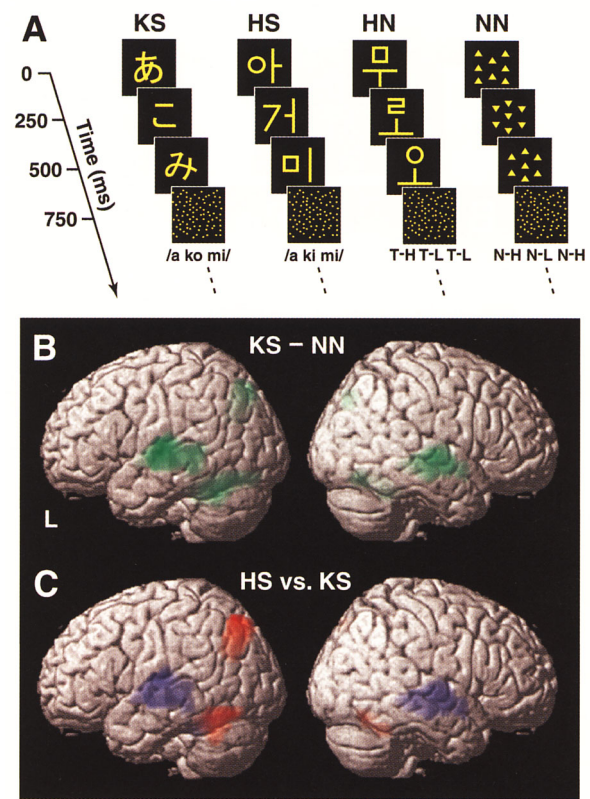 A
KS HS HN NN
0
250
500
750
Time (ms)
あ 아 무
こ 거 로
み 미 오
/a ko mi/ /a ki mi/ T-H T-L T-L N-H N-L N-H
B
KS – NN
L
C
HS vs. KS